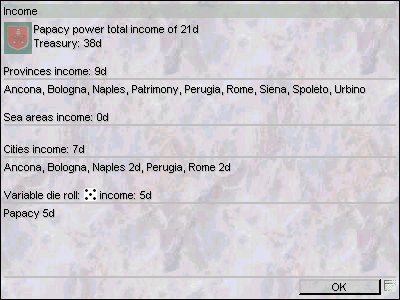 Income
Papacy power total income of 21d
Treasury: 38d
Provinces income: 9d
Ancona, Bologna, Naples, Patrimony, Perugia, Rome, Siena, Spoleto, Urbino
Sea areas income: 0d
Cities income: 7d
Ancona, Bologna, Naples 2d, Perugia, Rome 2d
Variable die roll: income: 5d
Papacy 5d
OK